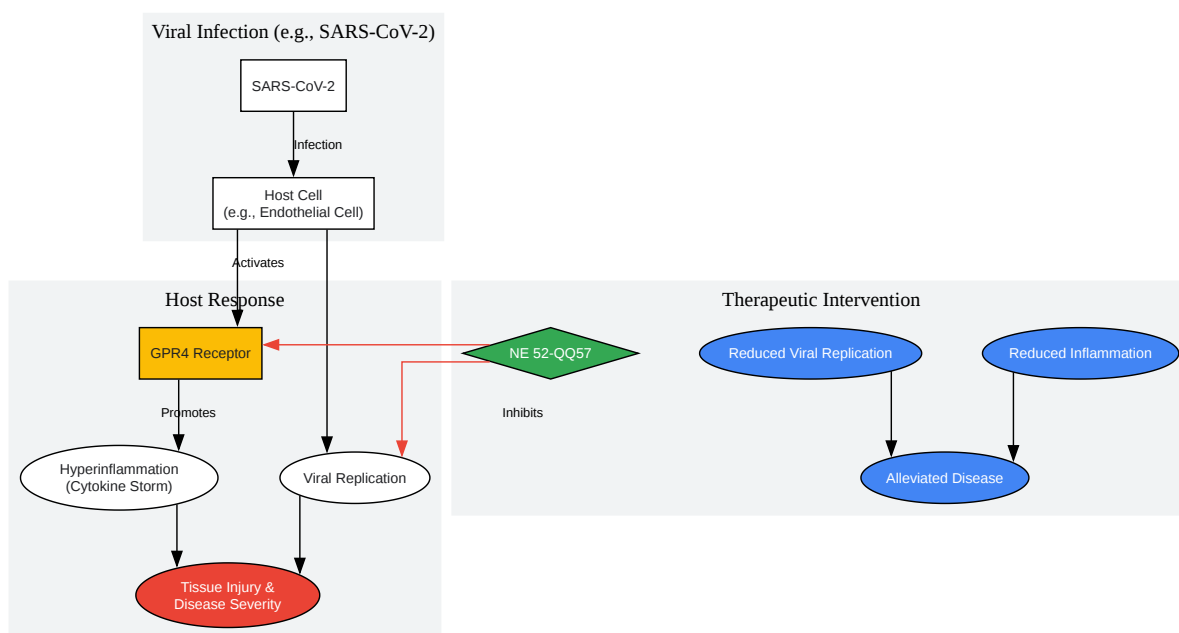 Viral Infection (e.g., SARS-CoV-2)
SARS-CoV-2
Infection
Host Cell
(e.g., Endothelial Cell)
Activates
Host Response
Therapeutic Intervention
GPR4 Receptor
NE 52-QQ57
Reduced Viral Replication
Reduced Inflammation
Promotes
Inhibits
Hyperinflammation
(Cytokine Storm)
Viral Replication
Alleviated Disease
Tissue Injury &
Disease Severity